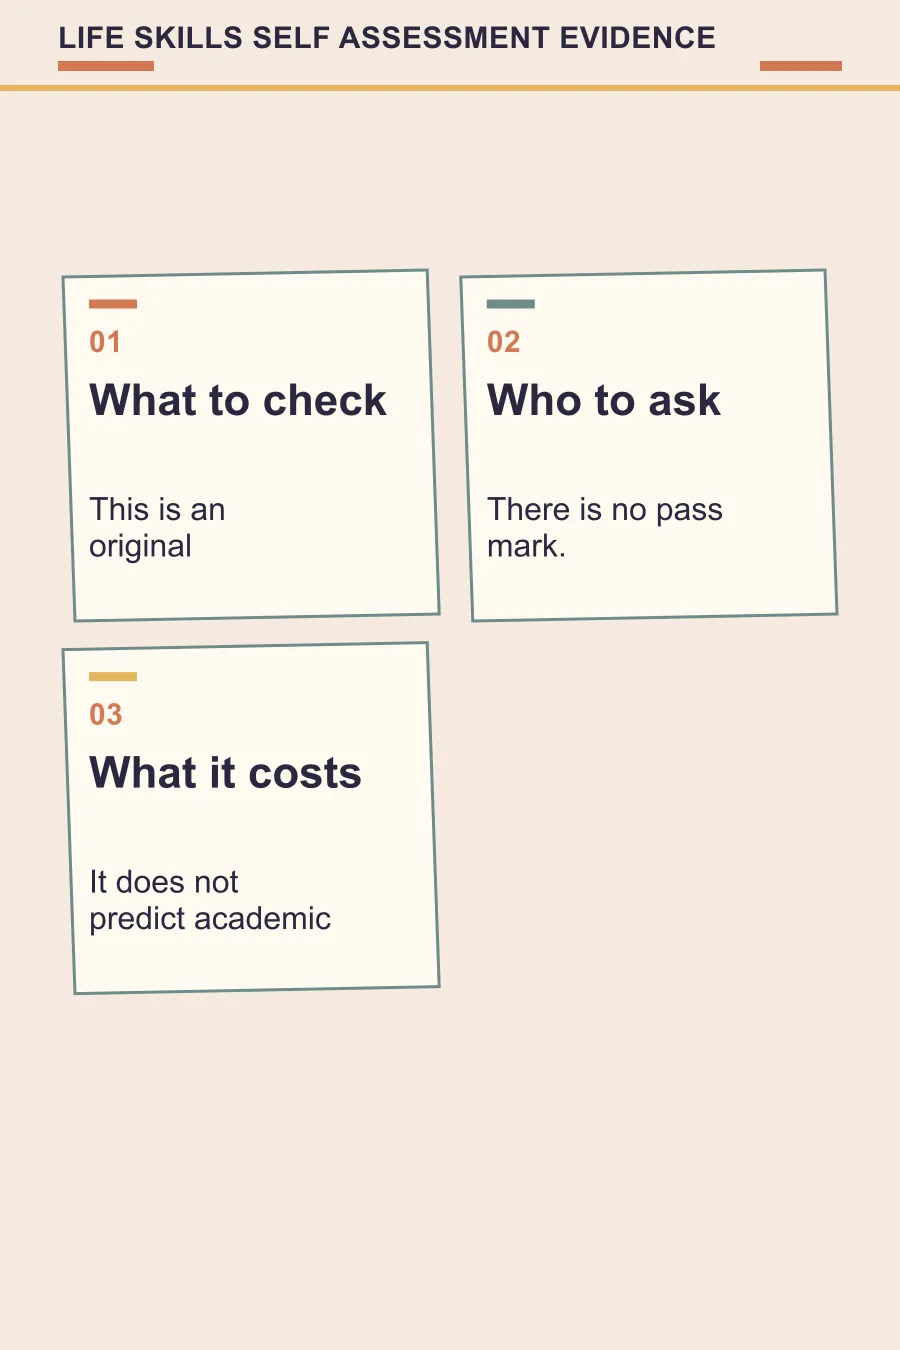 LIFE SKILLS SELF ASSESSMENT EVIDENCE
01
What to check
This is an
original
02
Who to ask
There is no pass
mark.
03
What it costs
It does not
predict academic